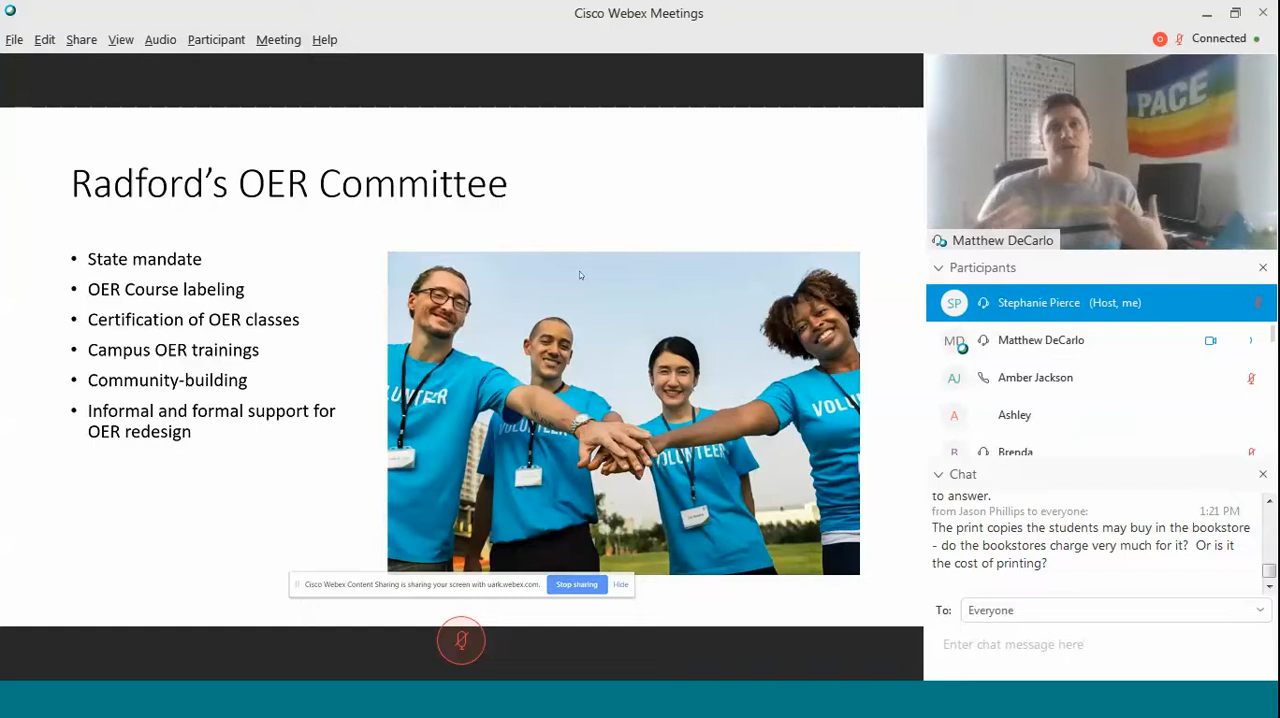 Cisco Webex Meetings
File Edit Share View Audio Participant Meeting Help
Connected
Radford's OER Committee
• State mandate
• OER Course labeling
• Certification of OER classes
• Campus OER trainings
• Community-building
• Informal and formal support for
OER redesign
VOLUNTEER
VOLUNTEER
Cisco Webex Content Sharing is sharing your screen with uark.webex.com.
Stop sharing
Hide
PACE
Matthew DeCarlo
Participants
SP Stephanie Pierce (Host, me)
MD Matthew DeCarlo
AJ Amber Jackson
A Ashley
B Brenda
Chat
to answer.
from Jason Phillips to everyone: 1:21 PM
The print copies the students may buy in the bookstore
- do the bookstores charge very much for it? Or is it
the cost of printing?
To: Everyone
Enter chat message here